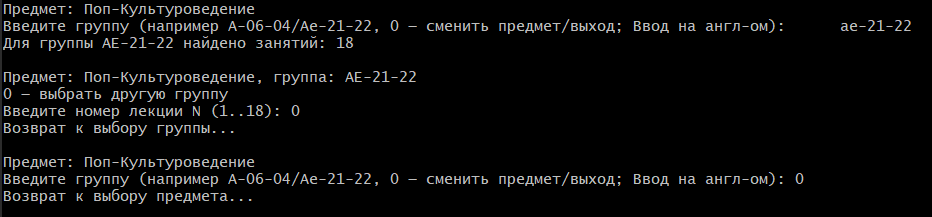 Предмет: Поп-Культуроведение
Введите группу (например А-06-04/Ае-21-22, 0 – сменить предмет/выход; Ввод на англ-ом):      ae-21-22
Для группы AE-21-22 найдено занятий: 18
Предмет: Поп-Культуроведение, группа: AE-21-22
0 – выбрать другую группу
Введите номер лекции N (1..18): 0
Возврат к выбору группы...
Предмет: Поп-Культуроведение
Введите группу (например А-06-04/Ае-21-22, 0 – сменить предмет/выход; Ввод на англ-ом): 0
Возврат к выбору предмета...